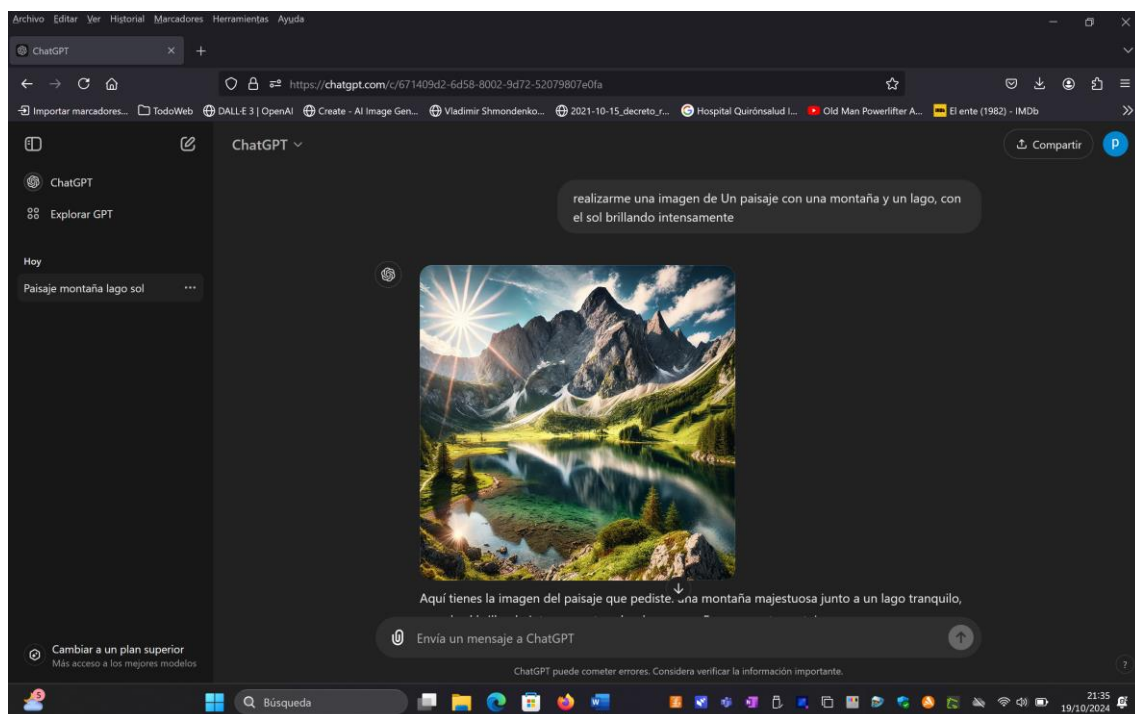 Archivo Editar Ver Historial Marcadores Herramientas Ayuda
ChatGPT
https://chatgpt.com/c/671409d2-6d58-8002-9d72-52079807e0fa
Importar marcadores... TodoWeb DALL·E 3 | OpenAI Create - AI Image Gen... Vladimir Shmondenko... 2021-10-15_decreto_r... Hospital Quirónsalud l... Old Man Powerlifter A... El ente (1982) - IMDb
ChatGPT
Compartir
P
ChatGPT
Explorar GPT
Hoy
Paisaje montaña lago sol
realizarme una imagen de Un paisaje con una montaña y un lago, con
el sol brillando intensamente
Aquí tienes la imagen del paisaje que pediste: una montaña majestuosa junto a un lago tranquilo,
Envía un mensaje a ChatGPT
ChatGPT puede cometer errores. Considera verificar la información importante.
?
Cambiar a un plan superior
Más acceso a los mejores modelos
5
Búsqueda
21:35
19/10/2024